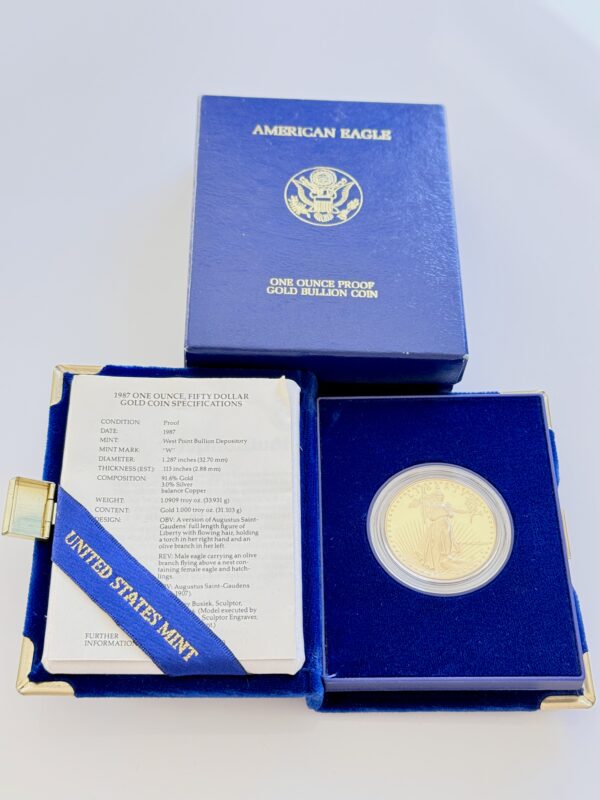 AMERICAN EAGLE
ONE OUNCE PROOF
GOLD BULLION COIN
1987 ONE OUNCE, FIFTY DOLLAR
GOLD COIN SPECIFICATIONS
CONDITION: Proof
DATE: 1987
MINT: West Point Bullion Depository
MINT MARK: "W"
DIAMETER: 1.287 inches (32.70 mm)
THICKNESS (EST): .113 inches (2.88 mm)
COMPOSITION: 91.6% Gold
3.0% Silver
balance Copper
WEIGHT: 1.0909 troy oz. (33.931 g)
CONTENT: Gold 1.000 troy oz. (31.103 g)
DESIGN: OBV: A version of Augustus Saint-
Gaudens' full length figure of
Liberty with flowing hair, holding
a torch in her right hand and an
olive branch in her left.
REV: Male eagle carrying an olive
branch flying above a nest con-
taining female eagle and hatch-
lings.
Augustus Saint-Gaudens
1907).
Busiek, Sculptor,
(Model executed by
Sculptor Engraver,
FURTHER
INFORMATION
UNITED STATES MINT